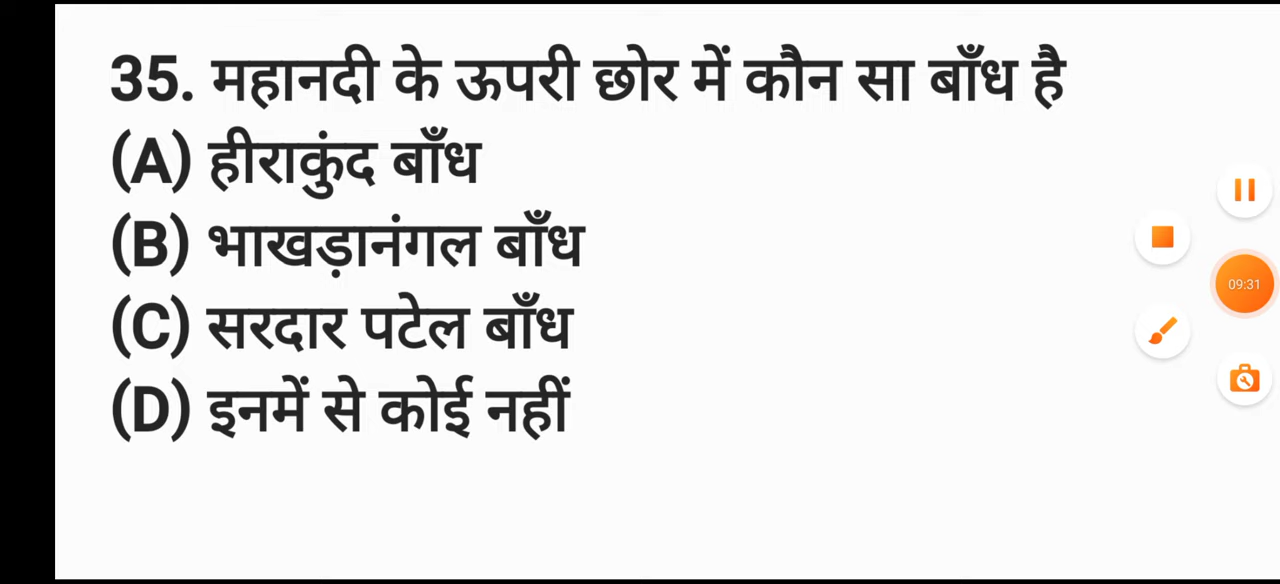 35. महानदी के ऊपरी छोर में कौन सा बाँध है
(A) हीराकुंद बाँध
(B) भाखड़ानंगल बाँध
(C) सरदार पटेल बाँध
(D) इनमें से कोई नहीं
09:31